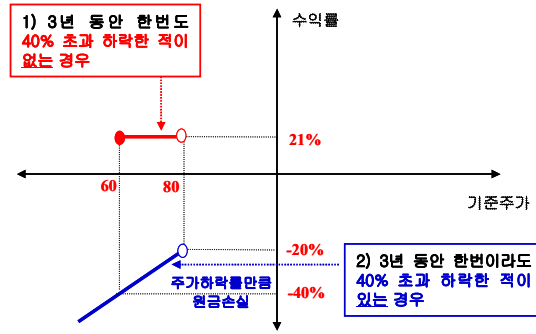 1) 3년 동안 한번도
40% 초과 하락한 적이
없는 경우
수익률
21%
60
80
기준주가
-20%
주가하락률만큼
원금손실
-40%
2) 3년 동안 한번이라도
40% 초과 하락한 적이
있는 경우